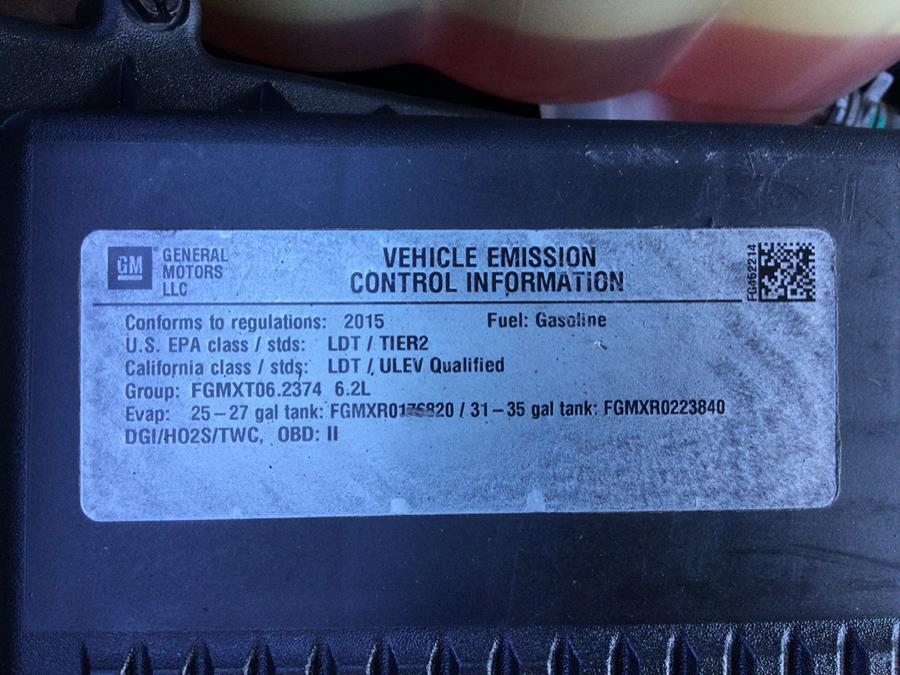 GM
GENERAL
MOTORS
LLC
VEHICLE EMISSION
CONTROL INFORMATION
FG452214
Conforms to regulations: 2015 Fuel: Gasoline
U.S. EPA class / stds: LDT / TIER2
California class / stds: LDT / ULEV Qualified
Group: FGMXT06.2374 6.2L
Evap: 25-27 gal tank: FGMXR0176820 / 31-35 gal tank: FGMXR0223840
DGI/HO2S/TWC, OBD: II